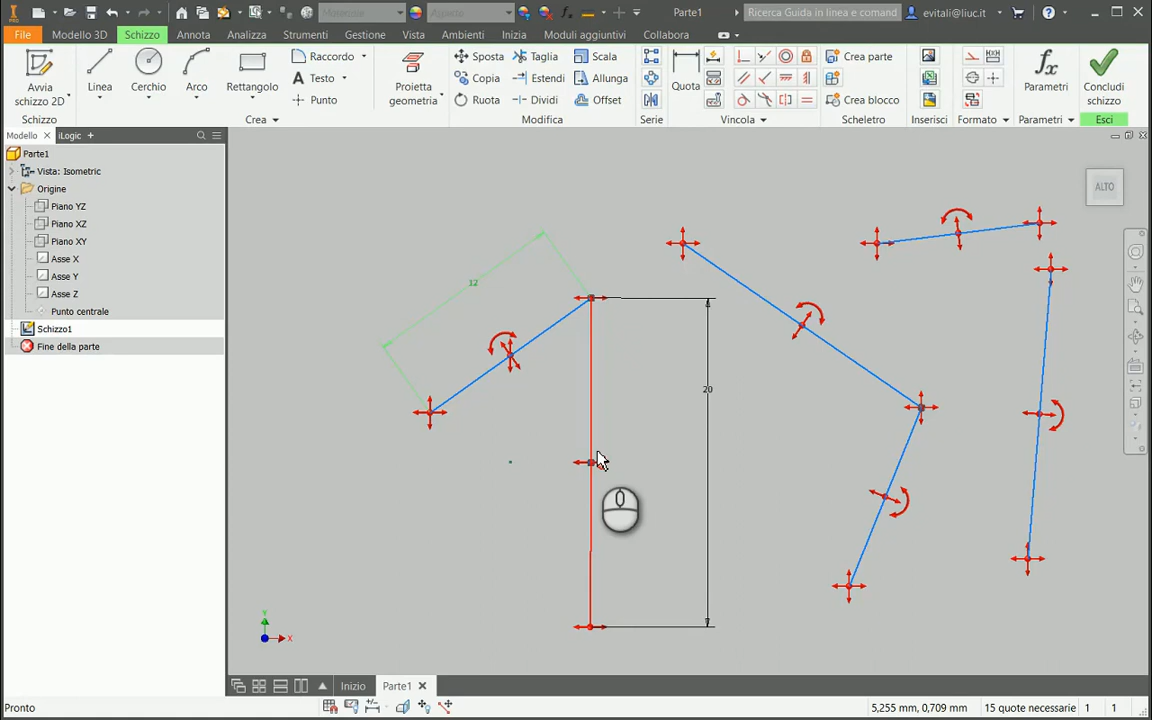 PRO
Materiale
Aspetto
Parte1
Ricerca Guida in linea e comand
evitali@liuc.it
File
Modello 3D
Schizzo
Annota
Analizza
Strumenti
Gestione
Vista
Ambienti
Inizia
Moduli aggiuntivi
Collabora
Avvia
schizzo 2D
Linea
Cerchio
Arco
Rettangolo
Raccordo
Testo
Punto
Proietta
geometria
Sposta
Copia
Ruota
Taglia
Estendi
Dividi
Scala
Allunga
Offset
Quota
Crea parte
Crea blocco
Parametri
Concludi
schizzo
Schizzo
Crea
Modifica
Serie
Vincola
Scheletro
Inserisci
Formato
Parametri
Esci
Modello
iLogic
Parte1
Vista: Isometric
Origine
Piano YZ
Piano XZ
Piano XY
Asse X
Asse Y
Asse Z
Punto centrale
Schizzo1
Fine della parte
ALTO
12
20
Y
X
Inizio
Parte1
Pronto
5,255 mm, 0,709 mm
15 quote necessarie
1
1